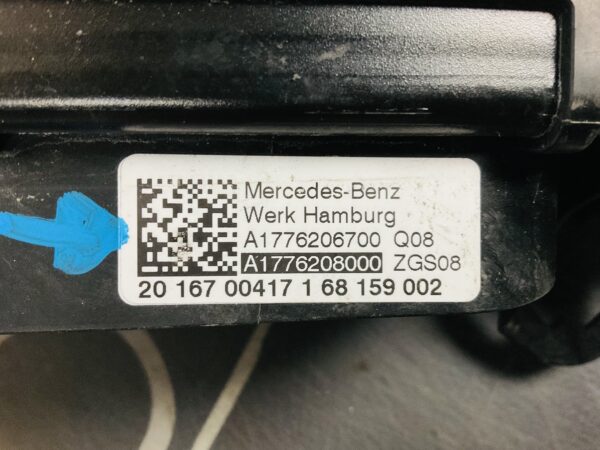 Mercedes-Benz
Werk Hamburg
A1776206700 Q08
A1776208000 ZGS08
20 167 00417 1 68 159 002